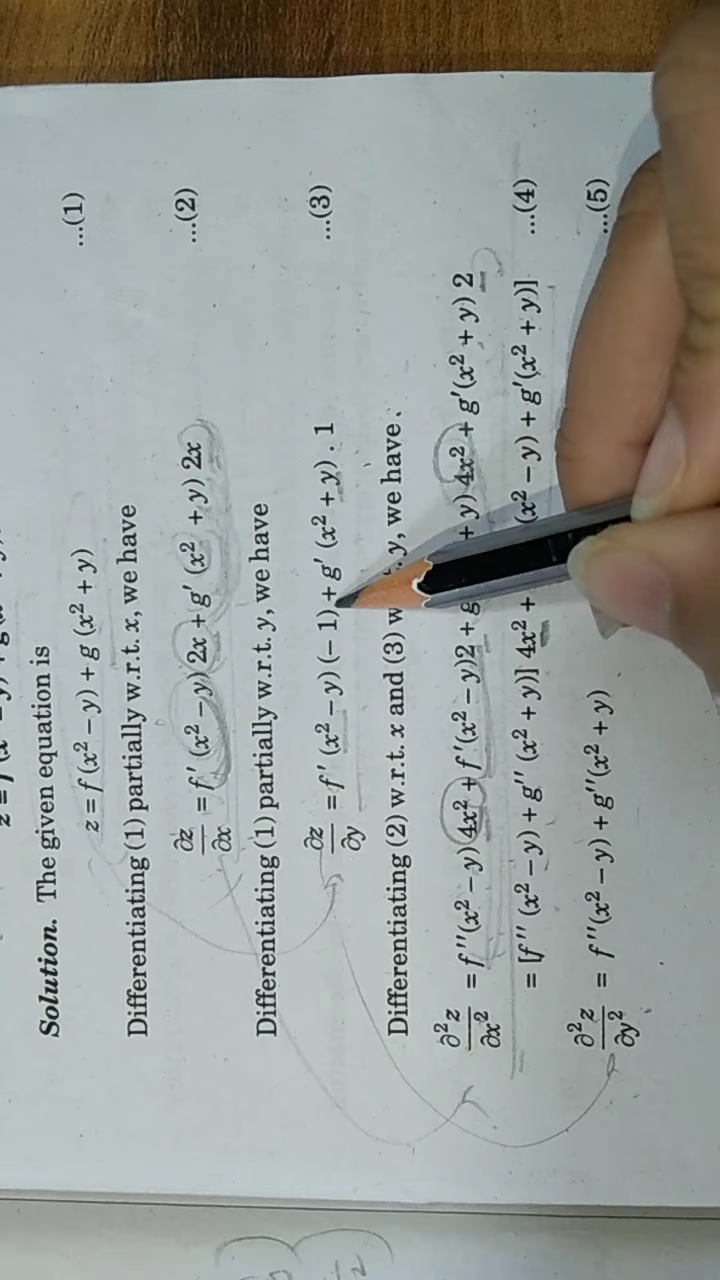 Solution. The given equation is
z = f (x² – y) + g (x² + y) ...(1)
Differentiating (1) partially w.r.t. x, we have
∂z/∂x = f ' (x² – y) 2x + g' (x² + y) 2x ...(2)
Differentiating (1) partially w.r.t. y, we have
∂z/∂y = f ' (x² – y) (– 1) + g' (x² + y) . 1 ...(3)
Differentiating (2) w.r.t. x and (3) y, we have .
∂²z/∂x² = f ''(x² – y) 4x² + f '(x² – y)2 + g + y) 4x² + g'(x² + y) 2
= [f '' (x² – y) + g'' (x² + y)] 4x² + (x² – y) + g'(x² + y)] ...(4)
∂²z/∂y² = f ''(x² – y) + g''(x² + y) ...(5)